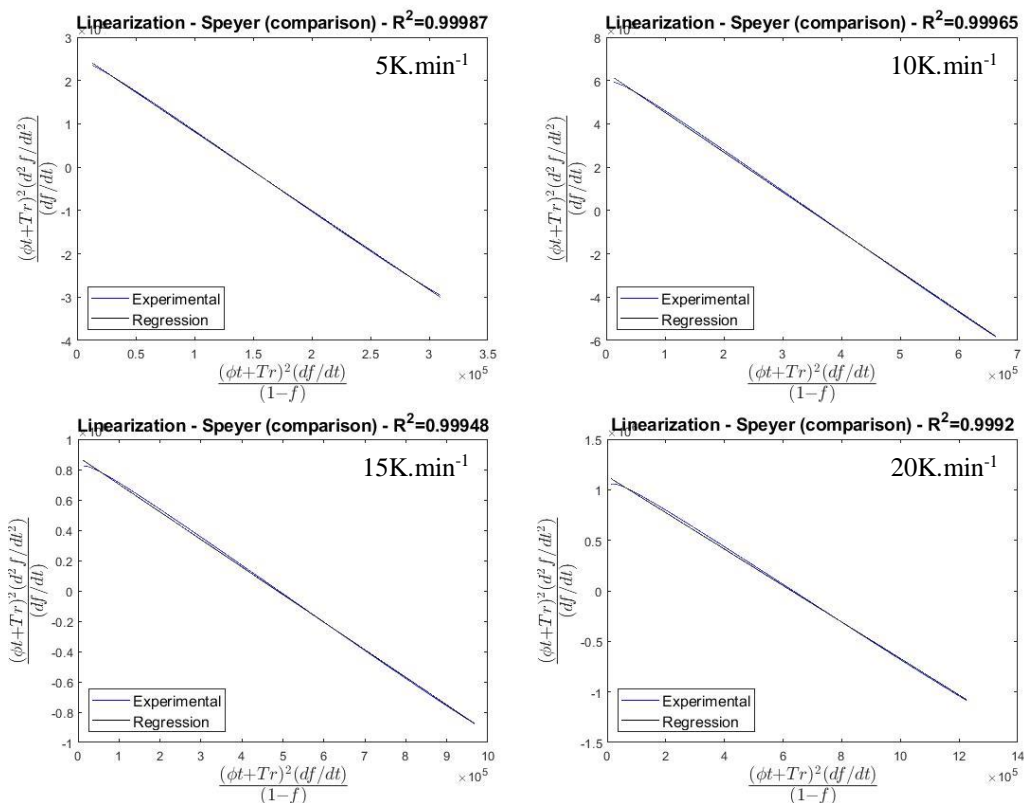 Linearization - Speyer (comparison) - R²=0.99987
×10
5K.min⁻¹
3
2
1
0
-1
-2
-3
-4
(ϕt+Tr)²(d²f/dt²)
(df/dt)
Experimental
Regression
0 0.5 1 1.5 2 2.5 3 3.5
×10⁵
(ϕt+Tr)²(df/dt)
(1−f)
Linearization - Speyer (comparison) - R²=0.99965
×10
10K.min⁻¹
8
6
4
2
0
-2
-4
-6
(ϕt+Tr)²(d²f/dt²)
(df/dt)
Experimental
Regression
0 1 2 3 4 5 6 7
×10⁵
(ϕt+Tr)²(df/dt)
(1−f)
Linearization - Speyer (comparison) - R²=0.99948
×10
15K.min⁻¹
1
0.8
0.6
0.4
0.2
0
-0.2
-0.4
-0.6
-0.8
-1
(ϕt+Tr)²(d²f/dt²)
(df/dt)
Experimental
Regression
0 1 2 3 4 5 6 7 8 9 10
×10⁵
(ϕt+Tr)²(df/dt)
(1−f)
Linearization - Speyer (comparison) - R²=0.9992
×10
20K.min⁻¹
1.5
1
0.5
0
-0.5
-1
-1.5
(ϕt+Tr)²(d²f/dt²)
(df/dt)
Experimental
Regression
0 2 4 6 8 10 12 14
×10⁵
(ϕt+Tr)²(df/dt)
(1−f)